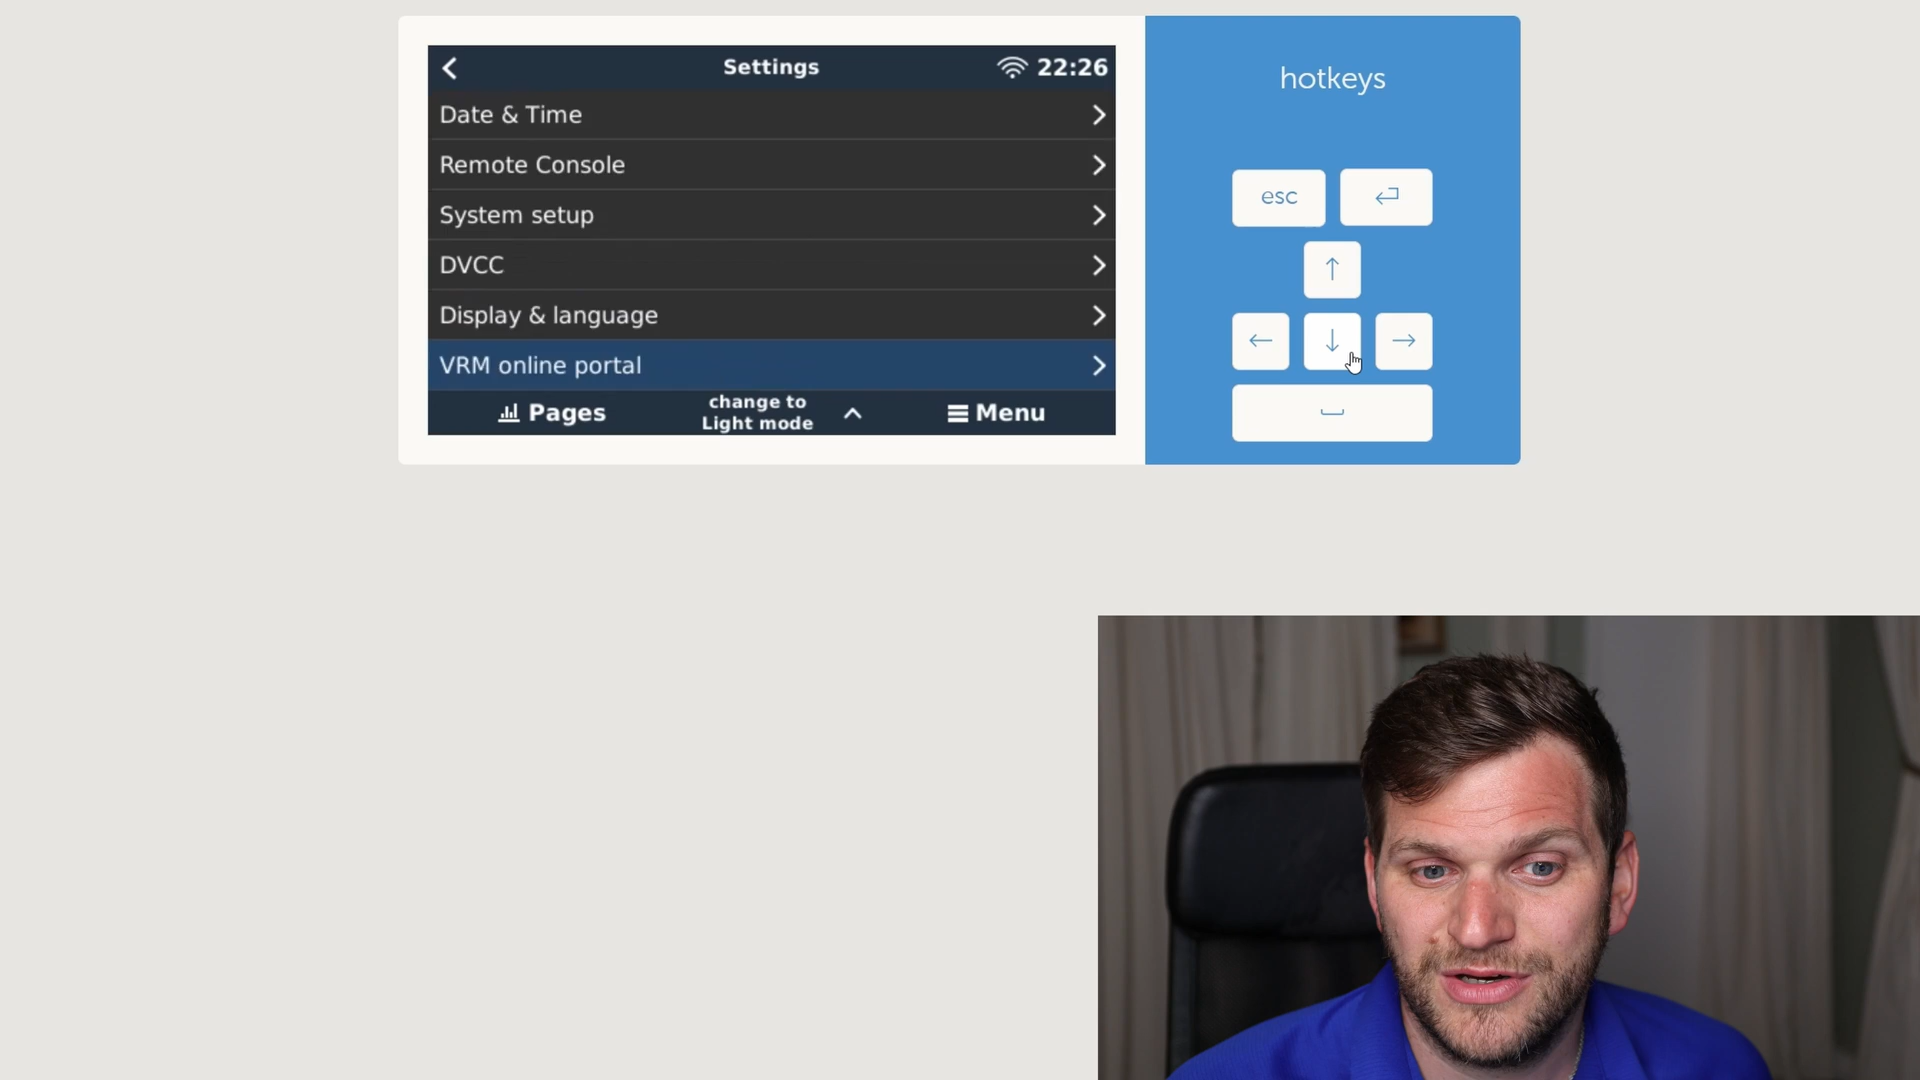 Settings
22:26
Date & Time
Remote Console
System setup
DVCC
Display & language
VRM online portal
Pages
change to
Light mode
Menu
hotkeys
esc